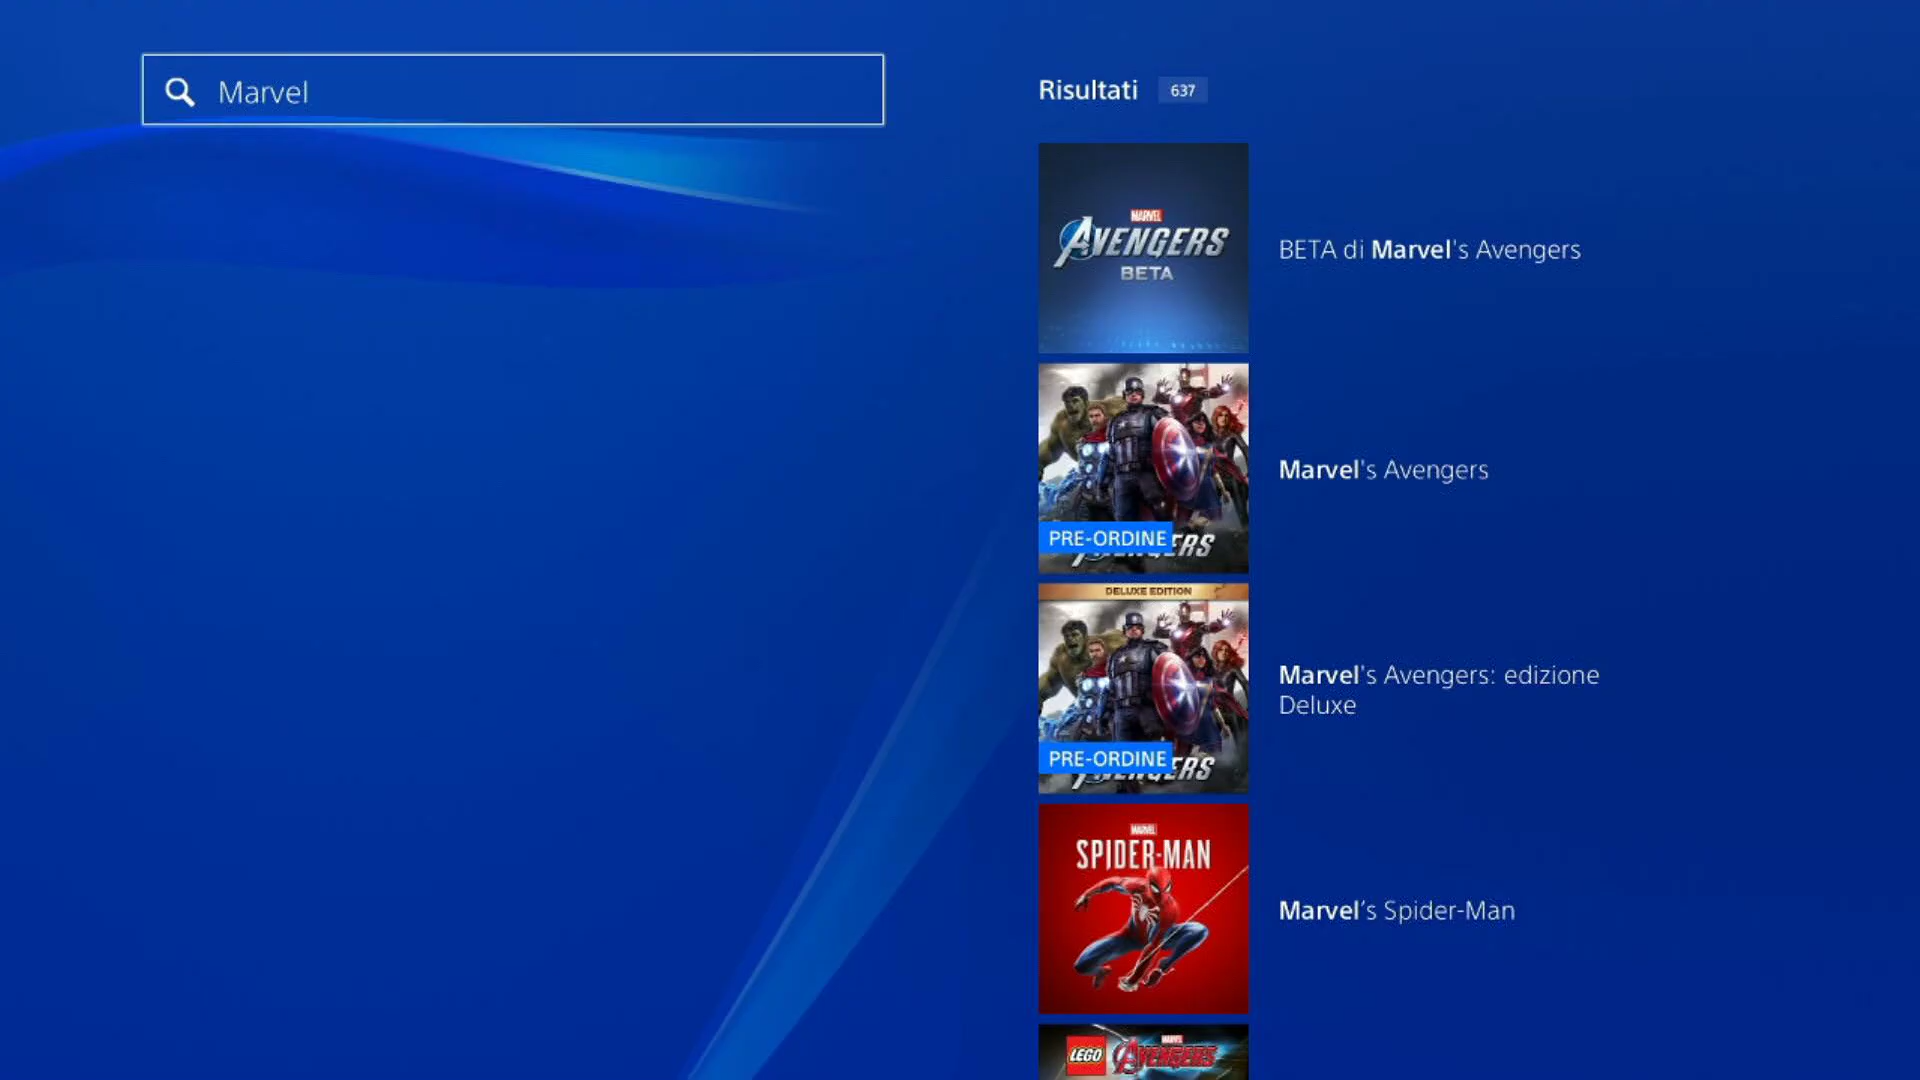 Marvel
Risultati 637
MARVEL
AVENGERS
BETA
BETA di Marvel's Avengers
PRE-ORDINE
Marvel's Avengers
DELUXE EDITION
PRE-ORDINE
Marvel's Avengers: edizione
Deluxe
MARVEL
SPIDER-MAN
Marvel’s Spider-Man
LEGO
MARVEL
AVENGERS